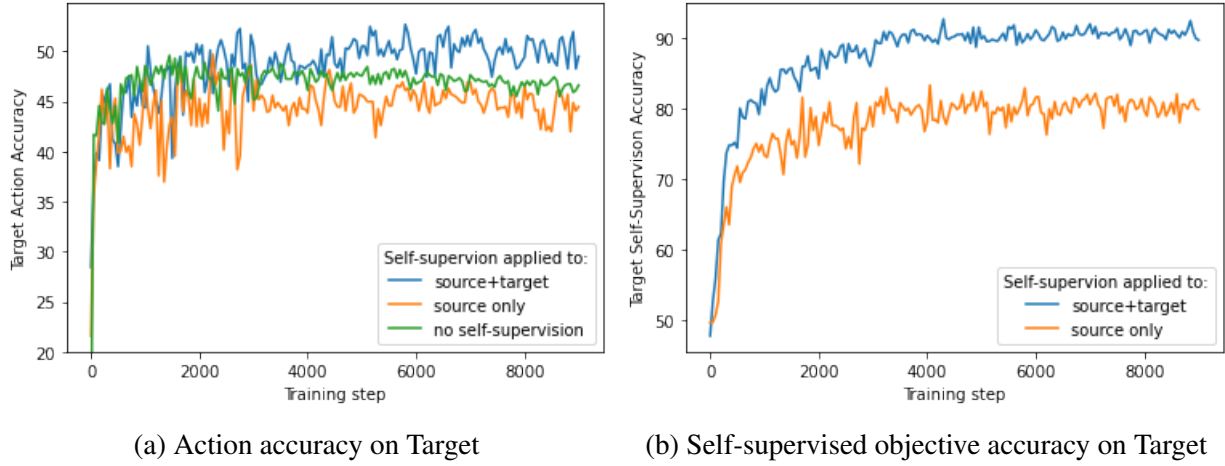 50
45
40
35
30
25
20
Target Action Accuracy
0
2000
4000
6000
8000
Training step
Self-supervion applied to:
source+target
source only
no self-supervision
(a) Action accuracy on Target
90
80
70
60
50
Target Self-Supervison Accuracy
0
2000
4000
6000
8000
Training step
Self-supervion applied to:
source+target
source only
(b) Self-supervised objective accuracy on Target